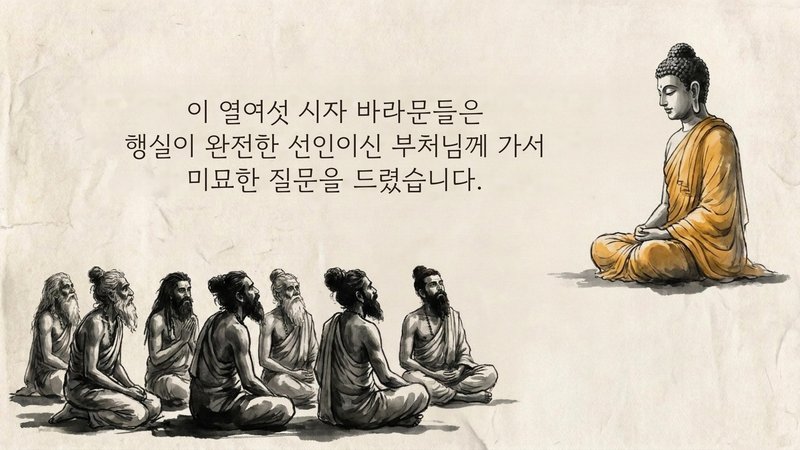 이 열여섯 시자 바라문들은
행실이 완전한 선인이신 부처님께 가서
미묘한 질문을 드렸습니다.